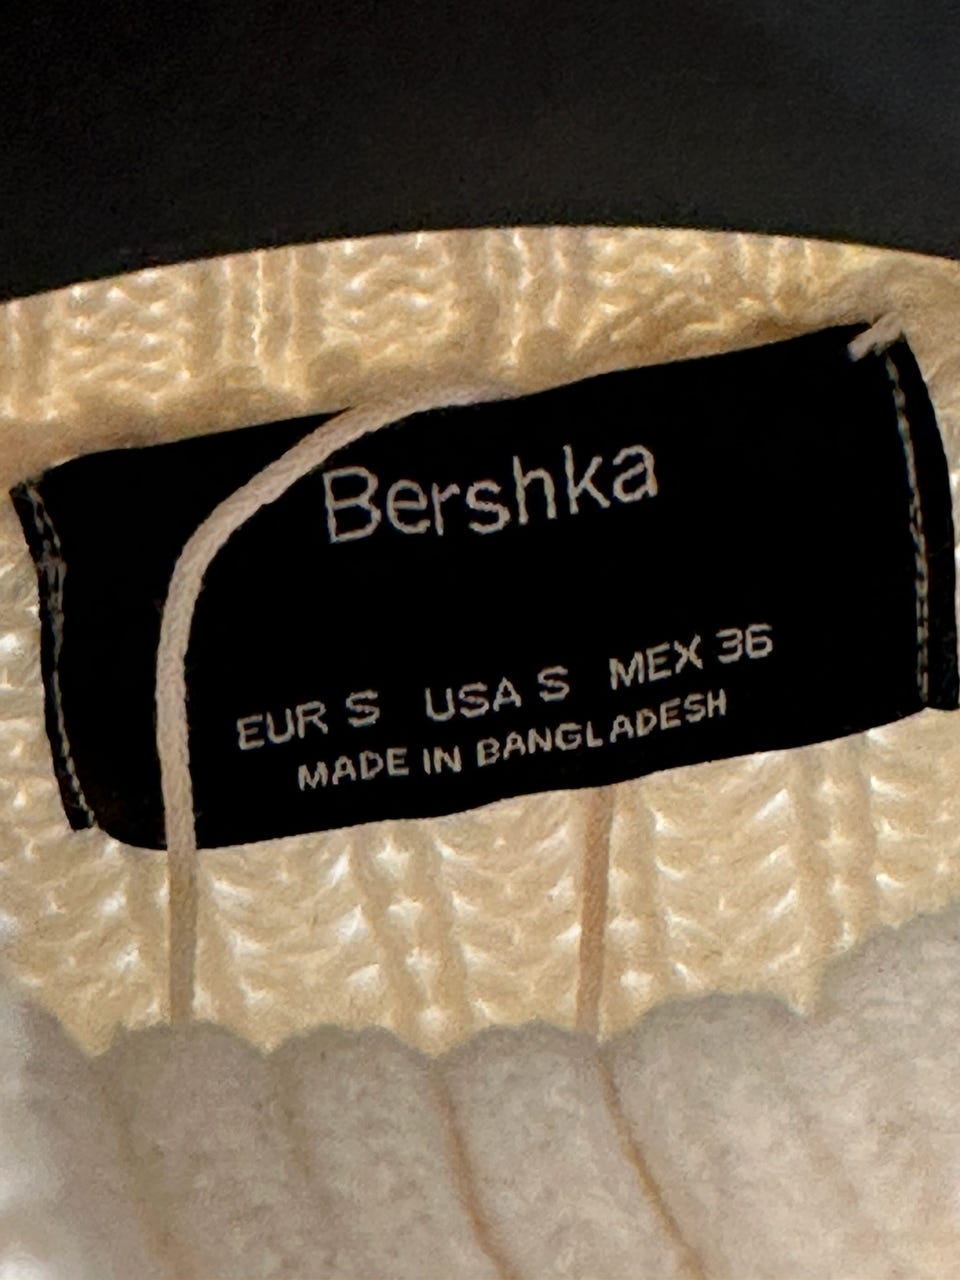 Bershka
EUR S USA S MEX 36
MADE IN BANGLADESH